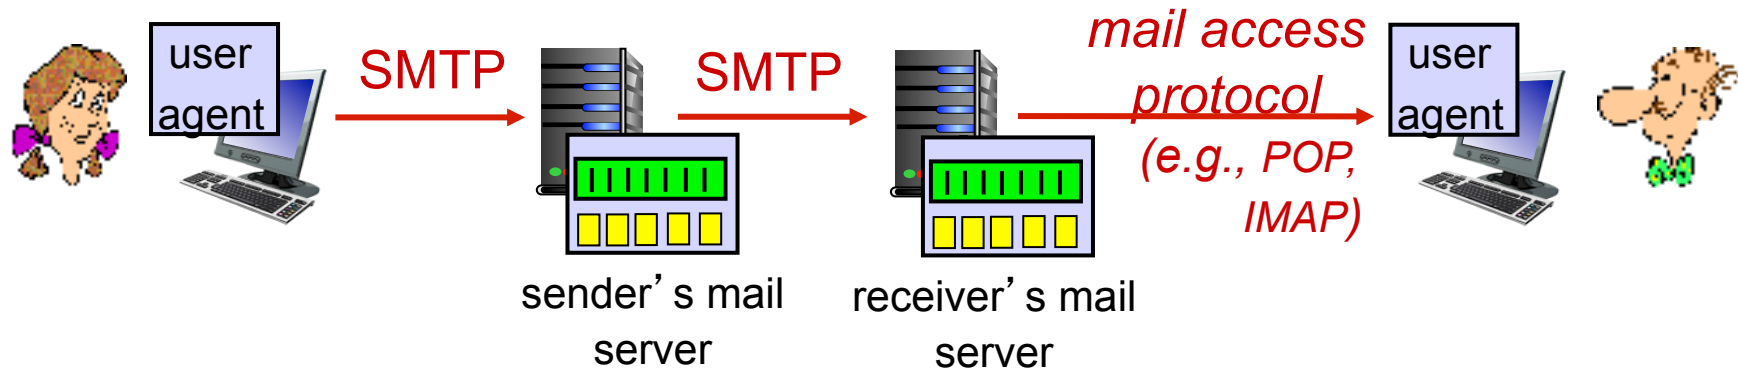 user
agent
SMTP
SMTP
mail access
protocol
(e.g., POP,
IMAP)
user
agent
sender’s mail
server
receiver’s mail
server